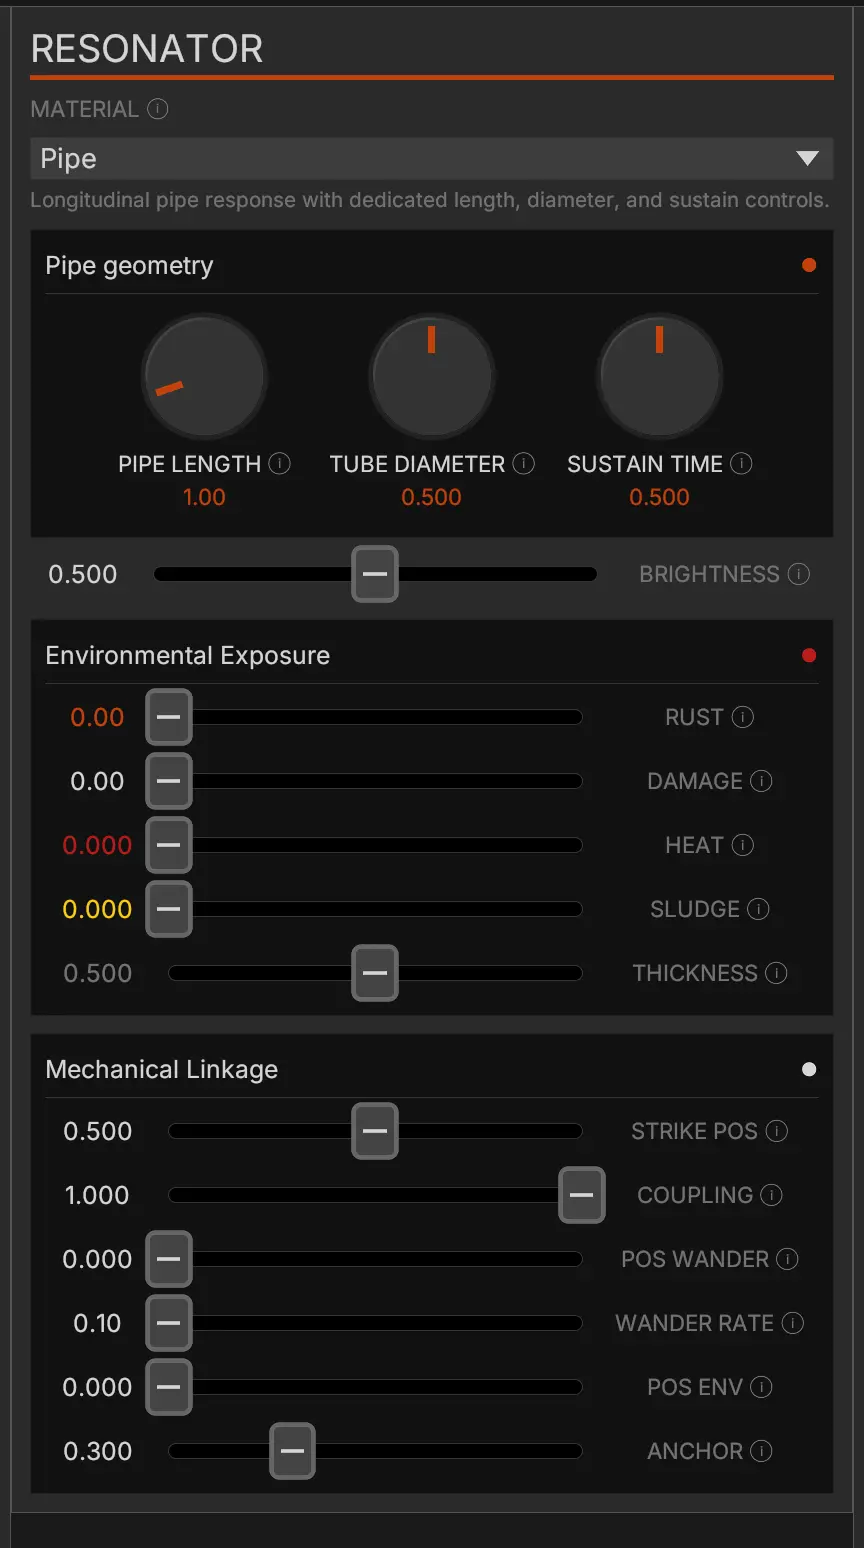 RESONATOR
MATERIAL ⓘ
Pipe
Longitudinal pipe response with dedicated length, diameter, and sustain controls.
Pipe geometry
PIPE LENGTH ⓘ TUBE DIAMETER ⓘ SUSTAIN TIME ⓘ
1.00 0.500 0.500
0.500 BRIGHTNESS ⓘ
Environmental Exposure
0.00 RUST ⓘ
0.00 DAMAGE ⓘ
0.000 HEAT ⓘ
0.000 SLUDGE ⓘ
0.500 THICKNESS ⓘ
Mechanical Linkage
0.500 STRIKE POS ⓘ
1.000 COUPLING ⓘ
0.000 POS WANDER ⓘ
0.10 WANDER RATE ⓘ
0.000 POS ENV ⓘ
0.300 ANCHOR ⓘ